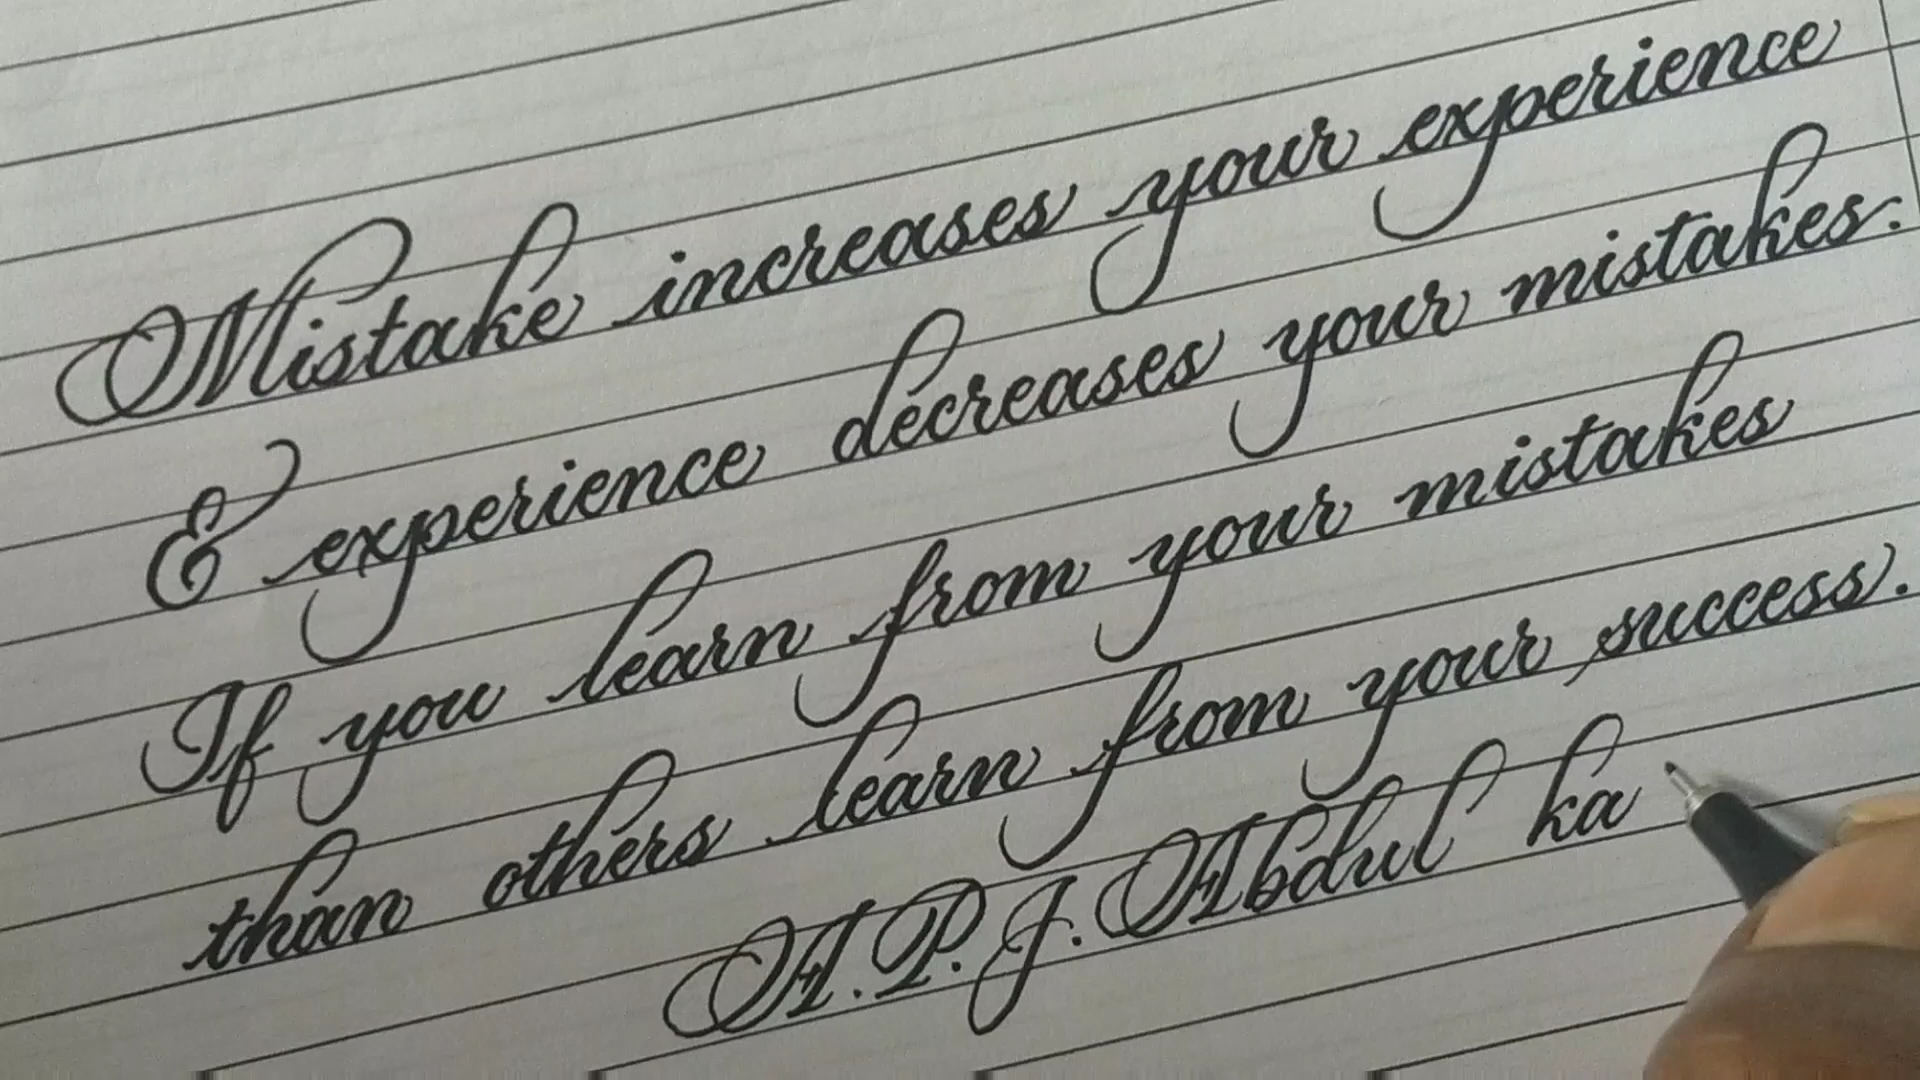 Mistake increases your experience
& experience decreases your mistakes.
If you learn from your mistakes
than others learn from your success.
A.P.J. Abdul ka